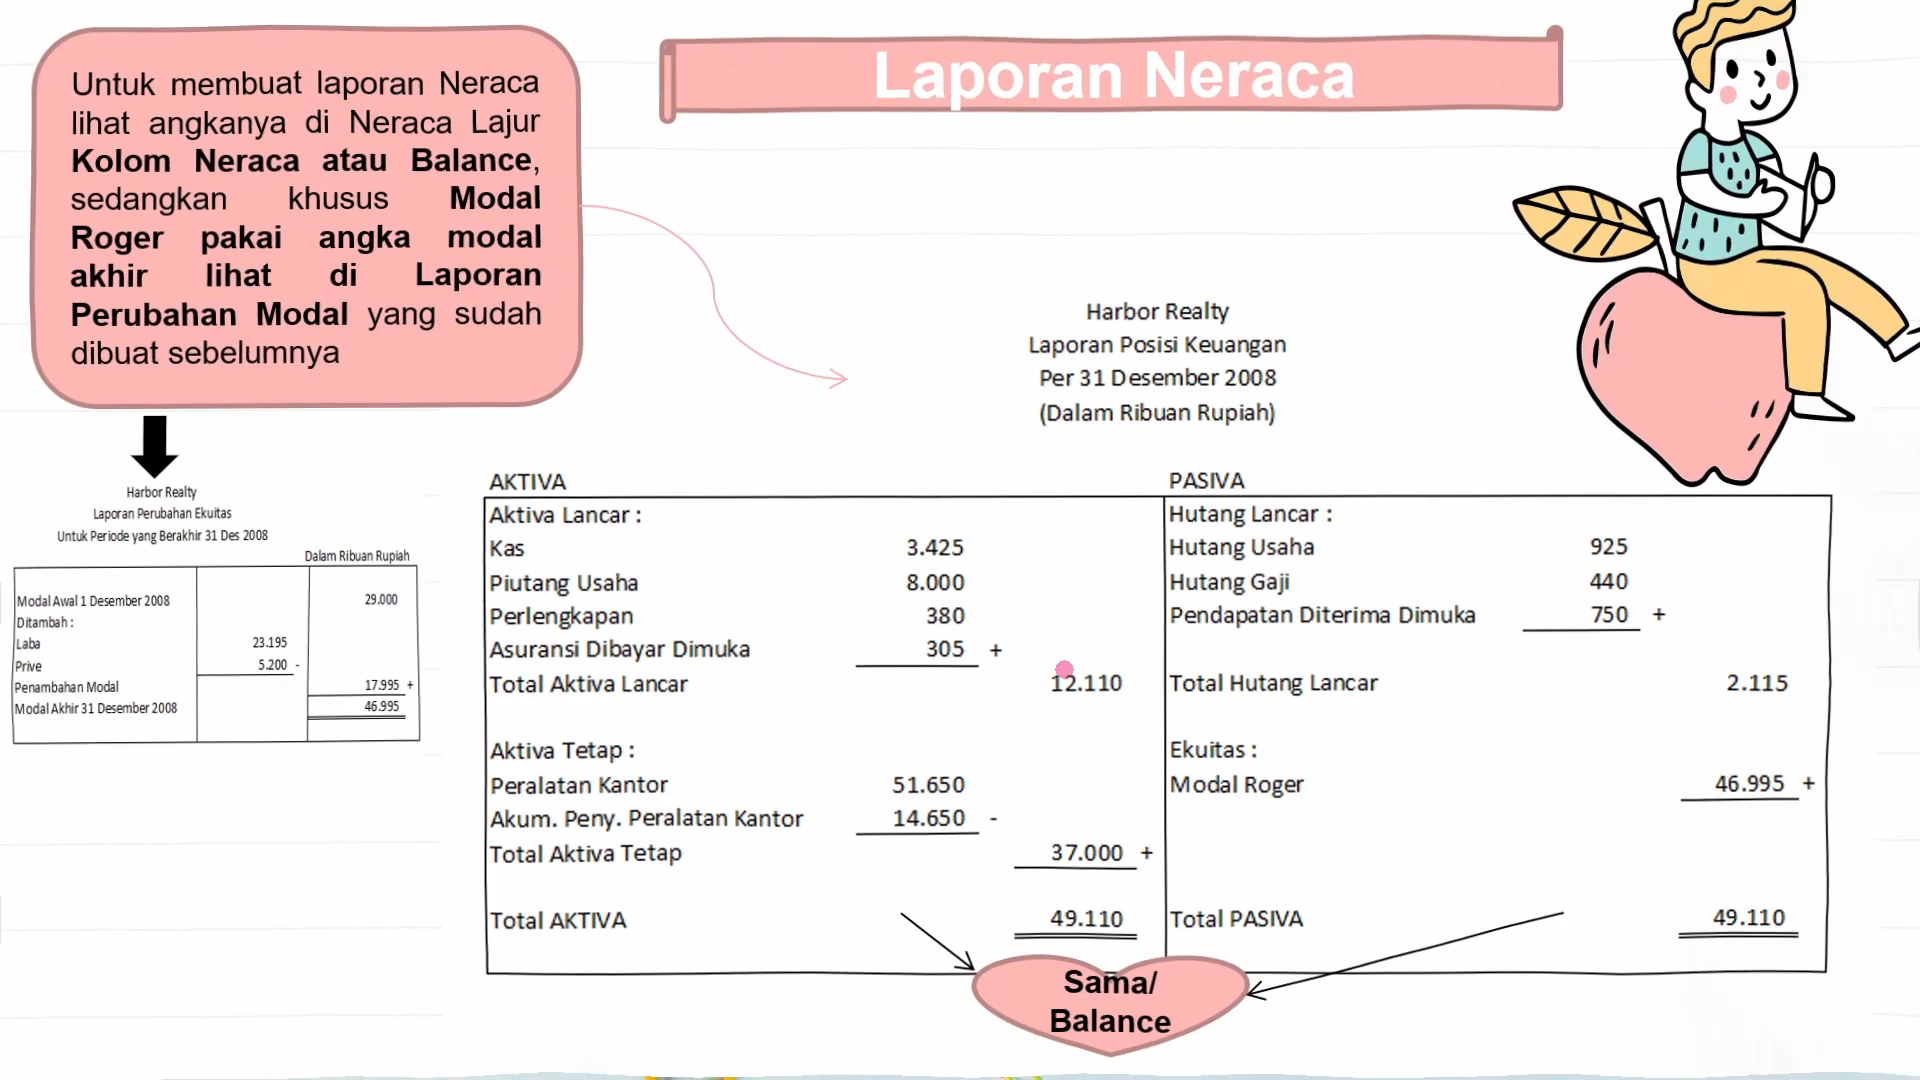 Laporan Neraca
Untuk membuat laporan Neraca
lihat angkanya di Neraca Lajur
Kolom Neraca atau Balance,
sedangkan khusus Modal
Roger pakai angka modal
akhir lihat di Laporan
Perubahan Modal yang sudah
dibuat sebelumnya
Harbor Realty
Laporan Perubahan Ekuitas
Untuk Periode yang Berakhir 31 Des 2008
Dalam Ribuan Rupiah
Modal Awal 1 Desember 2008 29.000
Ditambah :
Laba 23.195
Prive 5.200 -
Penambahan Modal 17.995 +
Modal Akhir 31 Desember 2008 46.995
Harbor Realty
Laporan Posisi Keuangan
Per 31 Desember 2008
(Dalam Ribuan Rupiah)
AKTIVA PASIVA
Aktiva Lancar : Hutang Lancar :
Kas 3.425 Hutang Usaha 925
Piutang Usaha 8.000 Hutang Gaji 440
Perlengkapan 380 Pendapatan Diterima Dimuka 750 +
Asuransi Dibayar Dimuka 305 +
Total Aktiva Lancar 12.110 Total Hutang Lancar 2.115
Aktiva Tetap : Ekuitas :
Peralatan Kantor 51.650 Modal Roger 46.995 +
Akum. Peny. Peralatan Kantor 14.650 -
Total Aktiva Tetap 37.000 +
Total AKTIVA 49.110 Total PASIVA 49.110
Sama/
Balance